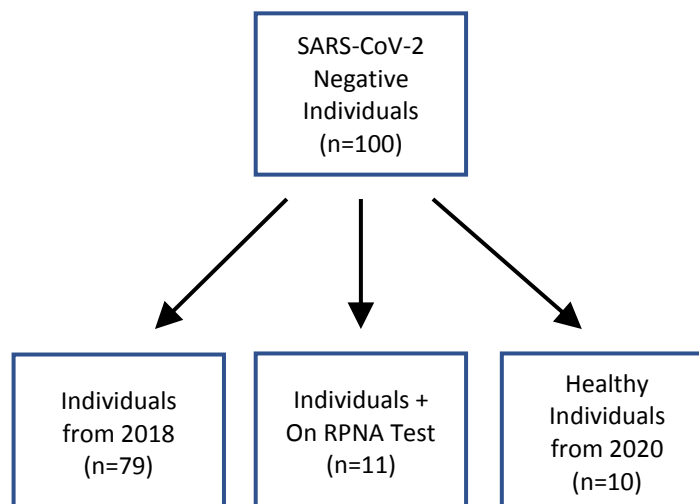 SARS-CoV-2
Negative
Individuals
(n=100)
Individuals
from 2018
(n=79)
Individuals +
On RPNA Test
(n=11)
Healthy
Individuals
from 2020
(n=10)